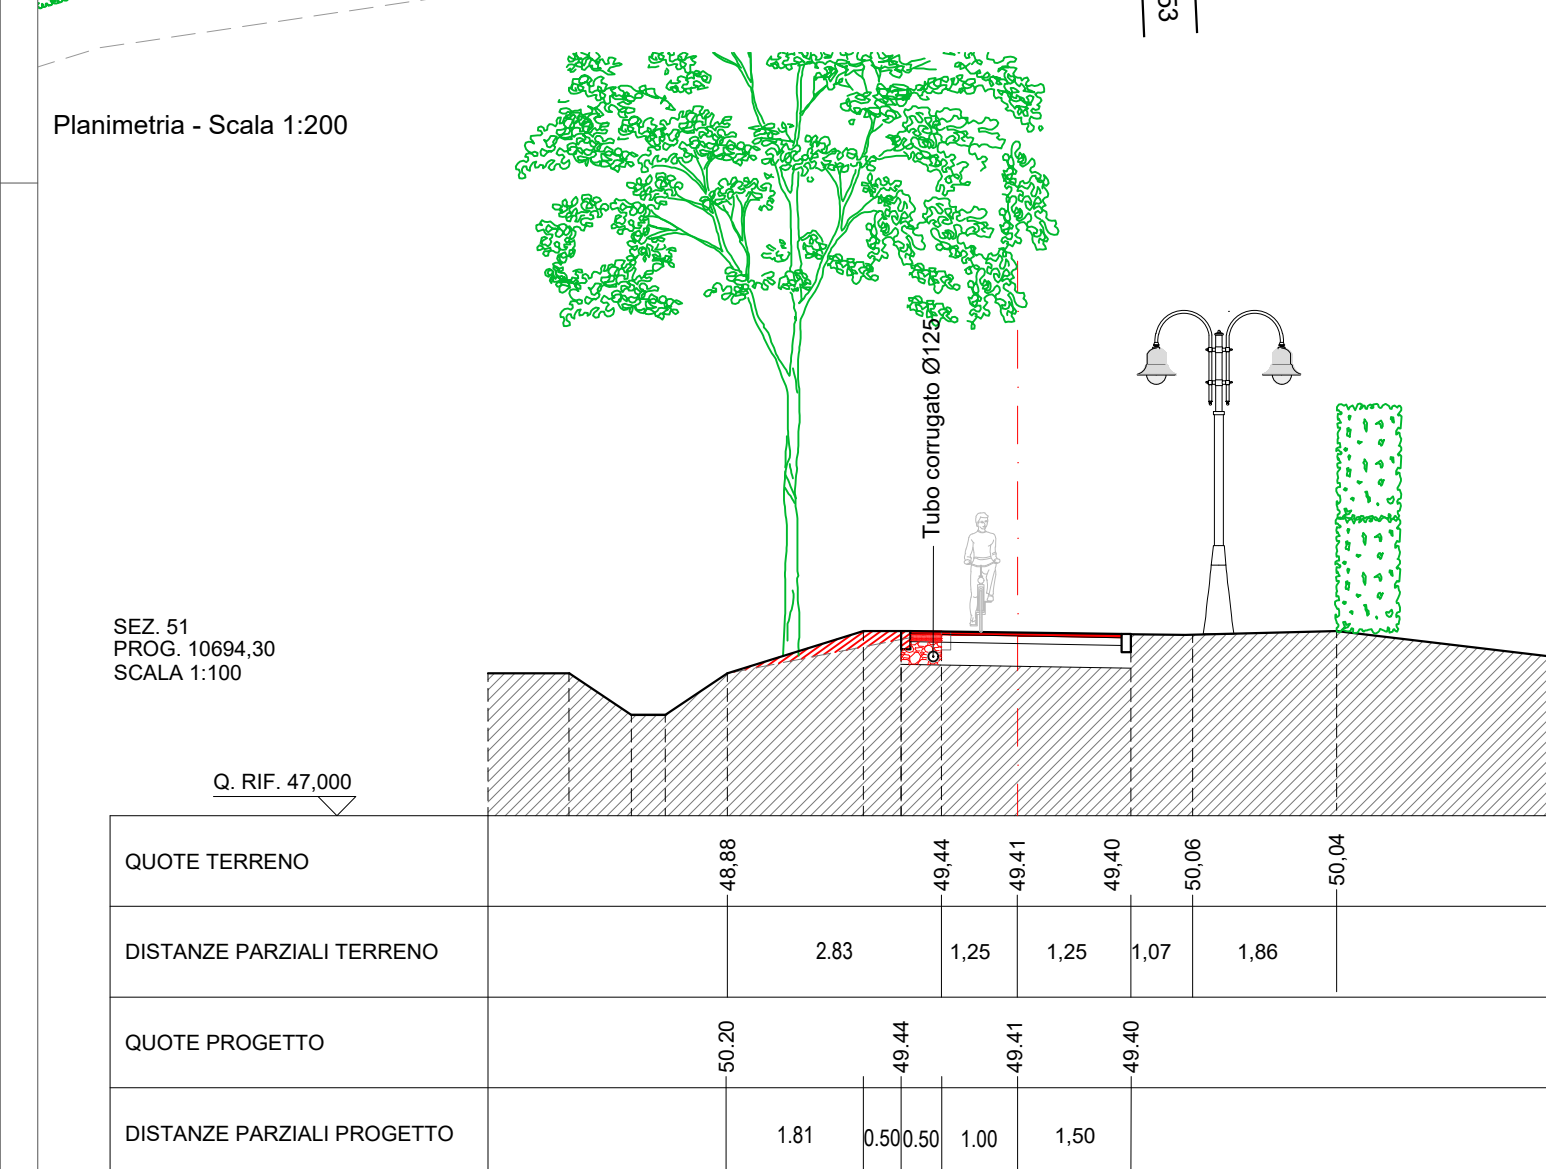 53
Planimetria - Scala 1:200
Tubo corrugato Ø125
SEZ. 51
PROG. 10694,30
SCALA 1:100
Q. RIF. 47,000
QUOTE TERRENO 48,88 49,44 49.41 49,40 50,06 50,04
DISTANZE PARZIALI TERRENO 2.83 1,25 1,25 1,07 1,86
QUOTE PROGETTO 50.20 49.44 49.41 49.40
DISTANZE PARZIALI PROGETTO 1.81 0.50 0.50 1.00 1,50